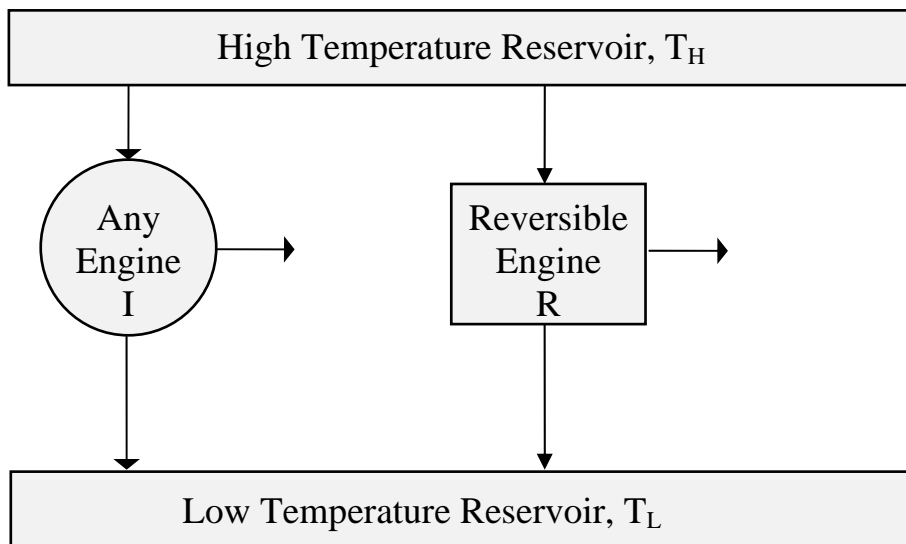 High Temperature Reservoir, T_H
Any
Engine
I
Reversible
Engine
R
Low Temperature Reservoir, T_L